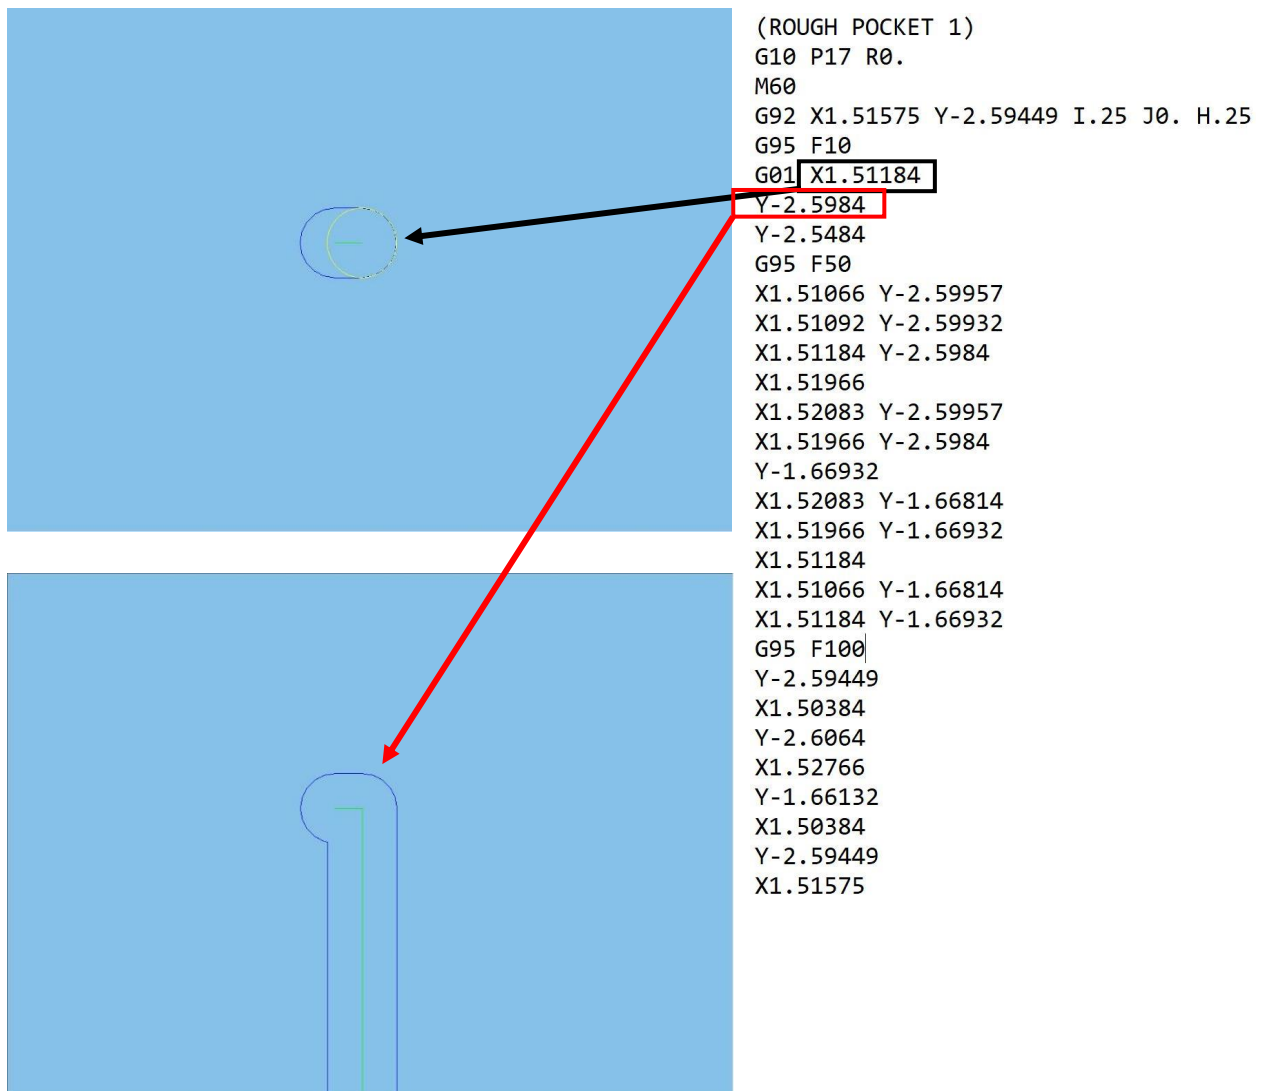 (ROUGH POCKET 1)
G10 P17 R0.
M60
G92 X1.51575 Y-2.59449 I.25 J0. H.25
G95 F10
G01 X1.51184
Y-2.5984
Y-2.5484
G95 F50
X1.51066 Y-2.59957
X1.51092 Y-2.59932
X1.51184 Y-2.5984
X1.51966
X1.52083 Y-2.59957
X1.51966 Y-2.5984
Y-1.66932
X1.52083 Y-1.66814
X1.51966 Y-1.66932
X1.51184
X1.51066 Y-1.66814
X1.51184 Y-1.66932
G95 F100
Y-2.59449
X1.50384
Y-2.6064
X1.52766
Y-1.66132
X1.50384
Y-2.59449
X1.51575